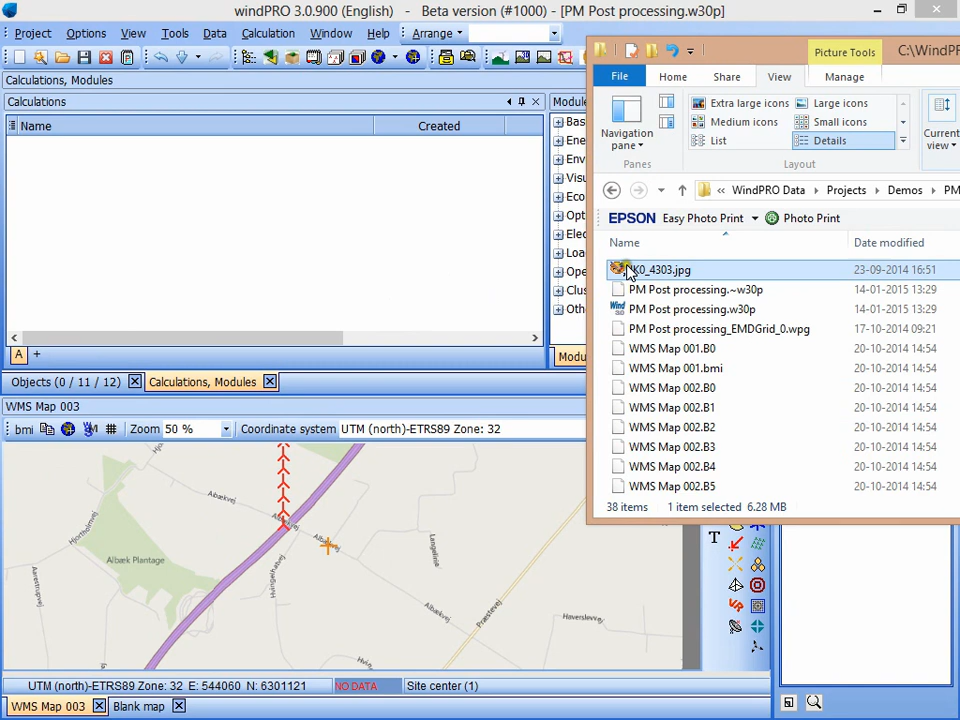 windPRO 3.0.900 (English)   -   Beta version (#1000) - [PM Post processing.w30p]
Project Options View Tools Data Calculation Window Help Arrange
Calculations, Modules
Calculations
Name Created
A +
Objects (0 / 11 / 12) Calculations, Modules
WMS Map 003
bmi Zoom 50 % Coordinate system UTM (north)-ETRS89 Zone: 32
Albækvej
Albækvej
Albækvej
Albækvej
Hjortholmvej
Albæk Plantage
Langelinie
Præstevej
Haverslevvej
UTM (north)-ETRS89 Zone: 32 E: 544060 N: 6301121 NO DATA Site center (1)
WMS Map 003 Blank map
Picture Tools
File Home Share View Manage
Navigation pane
Panes
Extra large icons Large icons
Medium icons Small icons
List Details
Layout
Current view
« WindPRO Data Projects Demos PM
EPSON Easy Photo Print Photo Print
Name Date modified
K0_4303.jpg 23-09-2014 16:51
PM Post processing.~w30p 14-01-2015 13:29
PM Post processing.w30p 14-01-2015 13:29
PM Post processing_EMDGrid_0.wpg 17-10-2014 09:21
WMS Map 001.B0 20-10-2014 14:54
WMS Map 001.bmi 20-10-2014 14:54
WMS Map 002.B0 20-10-2014 14:54
WMS Map 002.B1 20-10-2014 14:54
WMS Map 002.B2 20-10-2014 14:54
WMS Map 002.B3 20-10-2014 14:54
WMS Map 002.B4 20-10-2014 14:54
WMS Map 002.B5 20-10-2014 14:54
38 items 1 item selected 6.28 MB